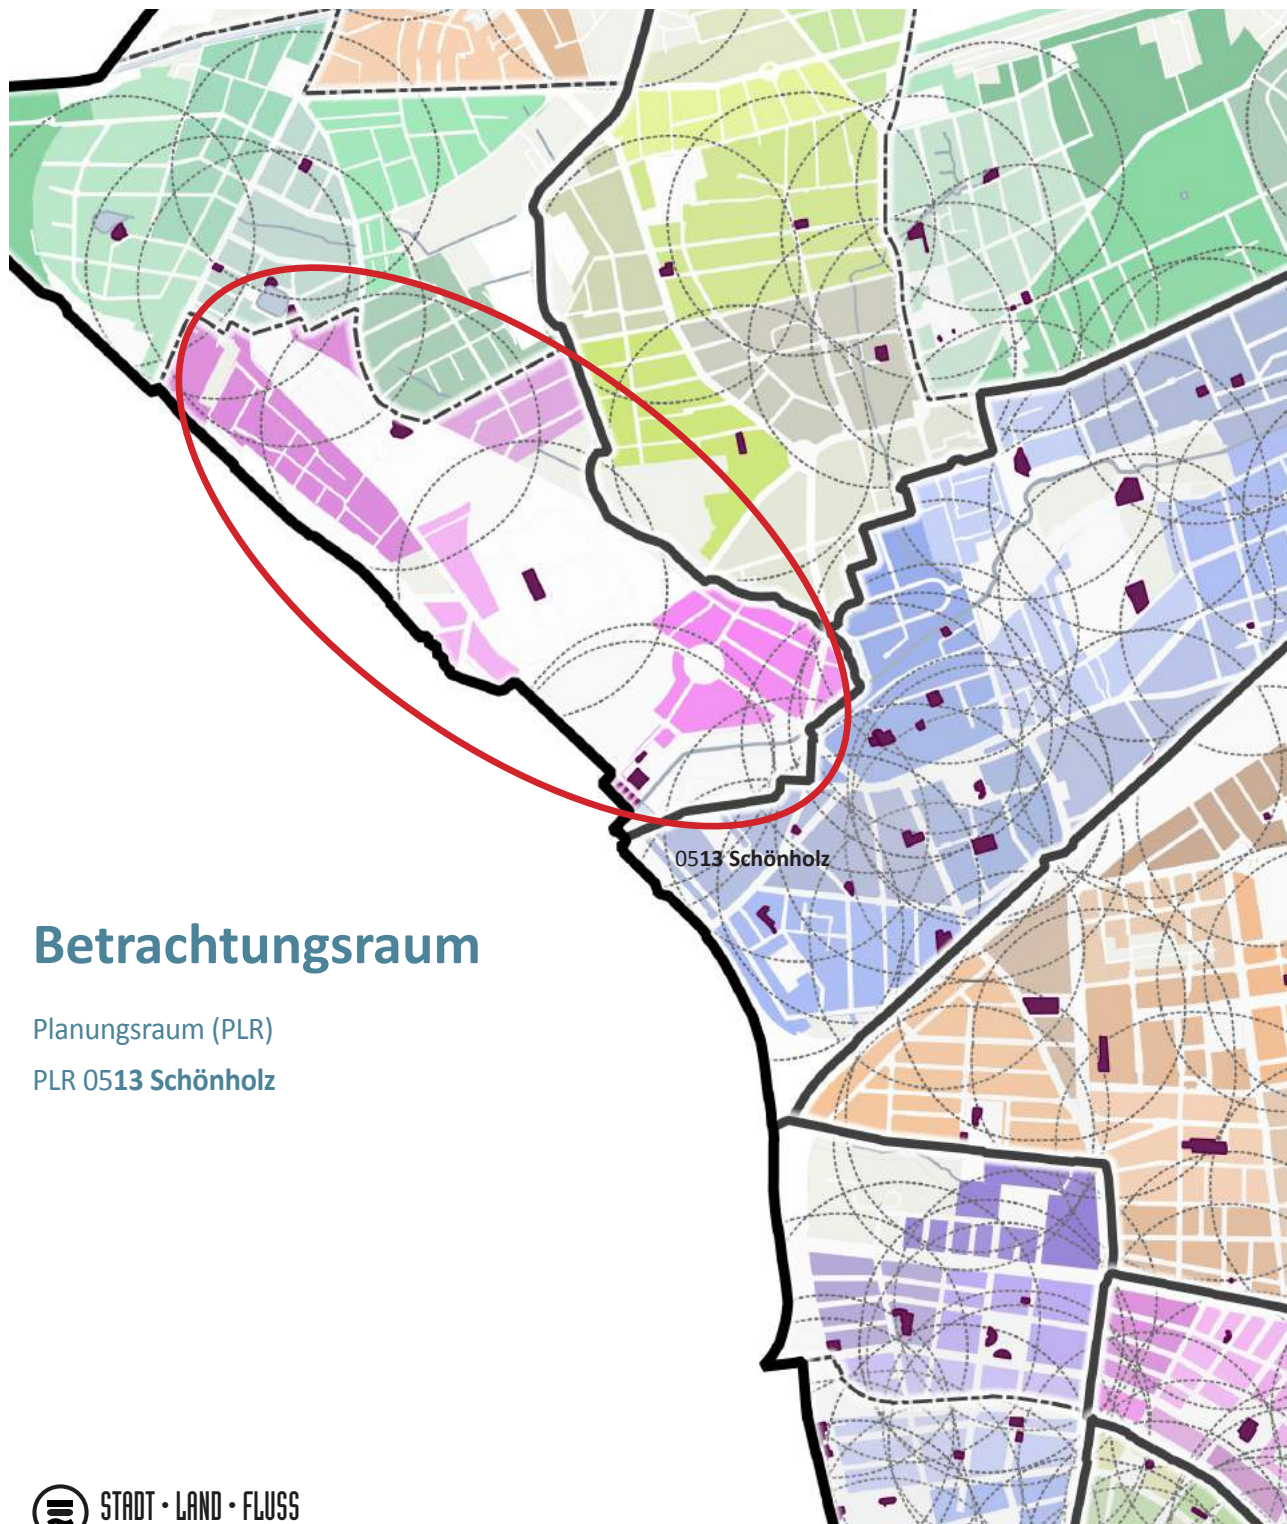 0513 Schönholz
Betrachtungsraum
Planungsraum (PLR)
PLR 0513 Schönholz
STADT • LAND • FLUSS